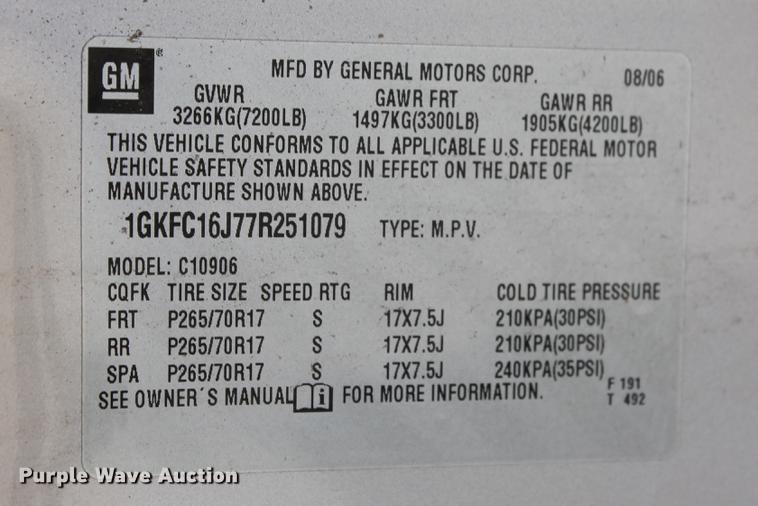 GM ®
MFD BY GENERAL MOTORS CORP. 08/06
GVWR GAWR FRT GAWR RR
3266KG(7200LB) 1497KG(3300LB) 1905KG(4200LB)
THIS VEHICLE CONFORMS TO ALL APPLICABLE U.S. FEDERAL MOTOR
VEHICLE SAFETY STANDARDS IN EFFECT ON THE DATE OF
MANUFACTURE SHOWN ABOVE.
1GKFC16J77R251079 TYPE: M.P.V.
MODEL: C10906
CQFK TIRE SIZE SPEED RTG RIM COLD TIRE PRESSURE
FRT P265/70R17 S 17X7.5J 210KPA(30PSI)
RR P265/70R17 S 17X7.5J 210KPA(30PSI)
SPA P265/70R17 S 17X7.5J 240KPA(35PSI)
SEE OWNER´S MANUAL i FOR MORE INFORMATION.
F 191
T 492
Purple Wave Auction